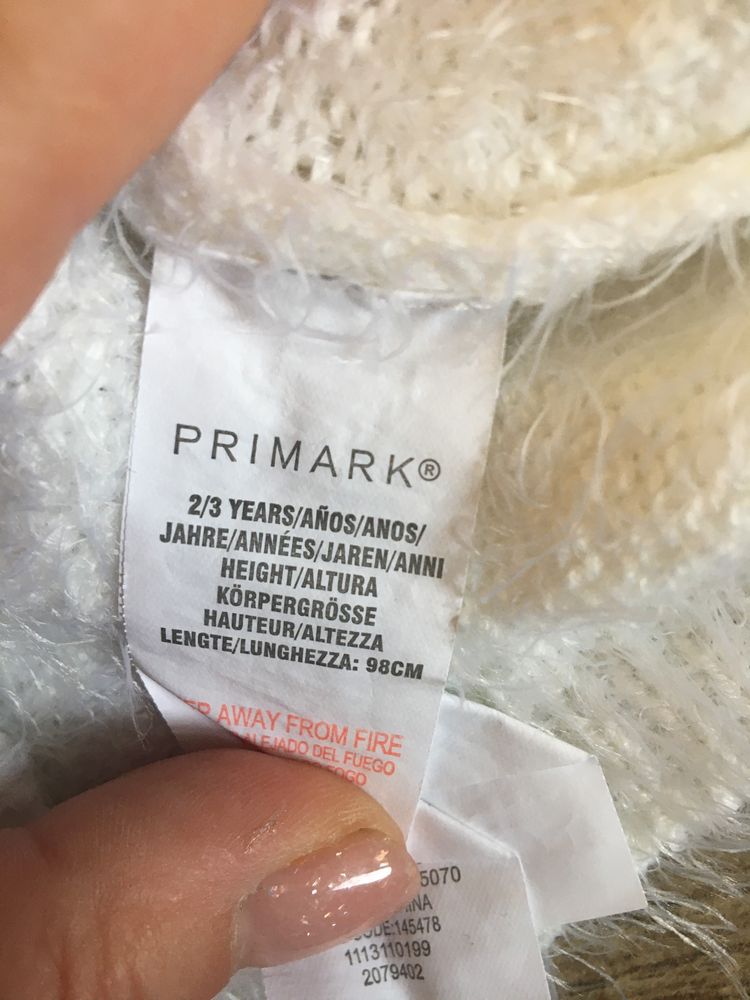 PRIMARK®
2/3 YEARS/AÑOS/ANOS/
JAHRE/ANNÉES/JAREN/ANNI
HEIGHT/ALTURA
KÖRPERGRÖSSE
HAUTEUR/ALTEZZA
LENGTE/LUNGHEZZA: 98CM
AWAY FROM FIRE
DEL FUEGO
5070
145478
1113110199
2079402